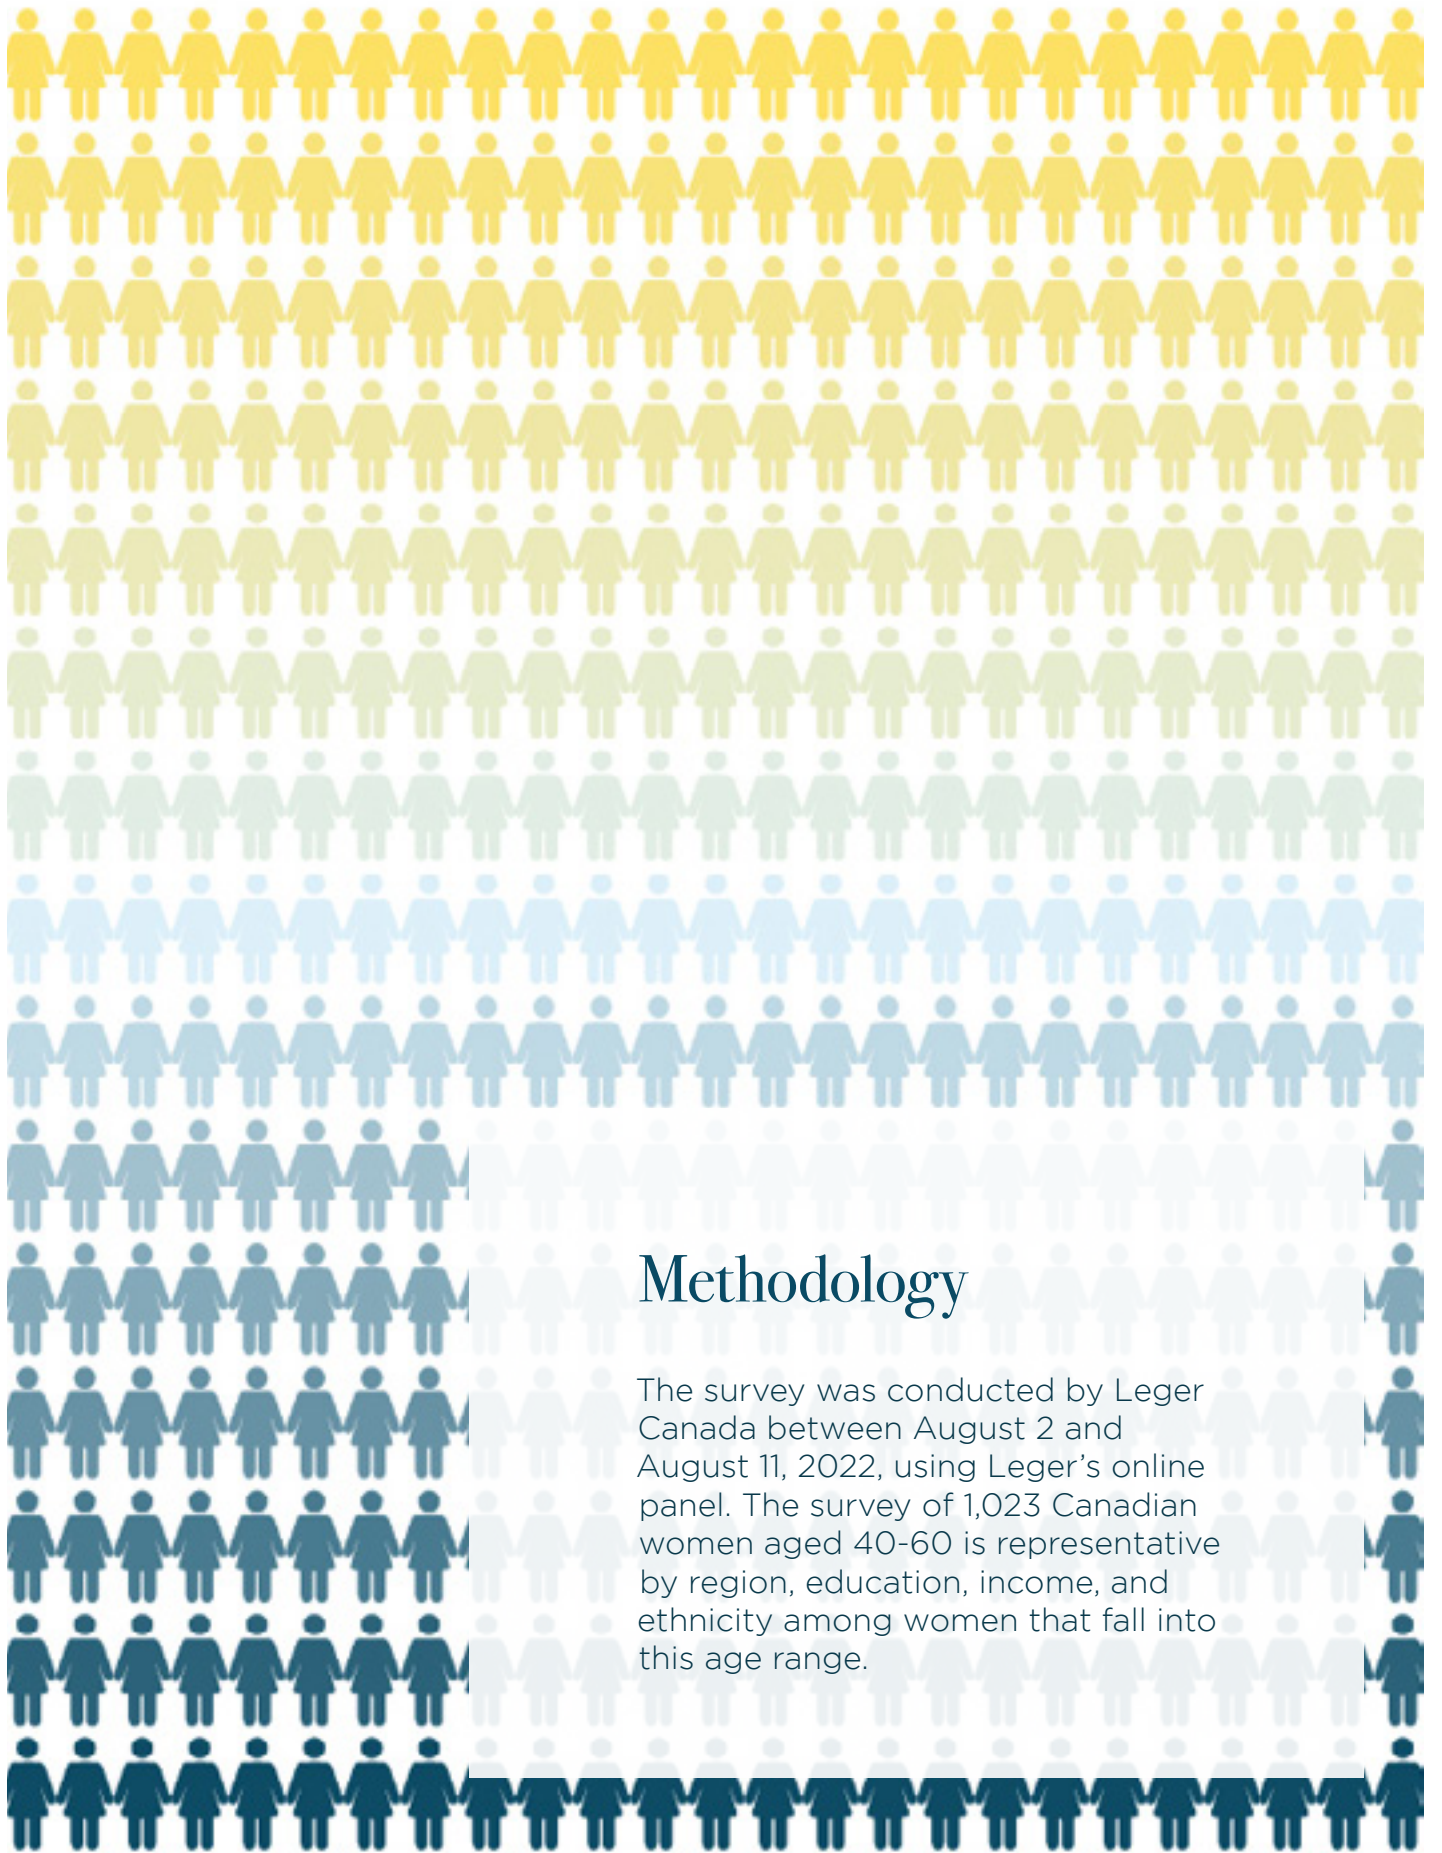 Methodology
The survey was conducted by Leger
Canada between August 2 and
August 11, 2022, using Leger’s online
panel. The survey of 1,023 Canadian
women aged 40-60 is representative
by region, education, income, and
ethnicity among women that fall into
this age range.